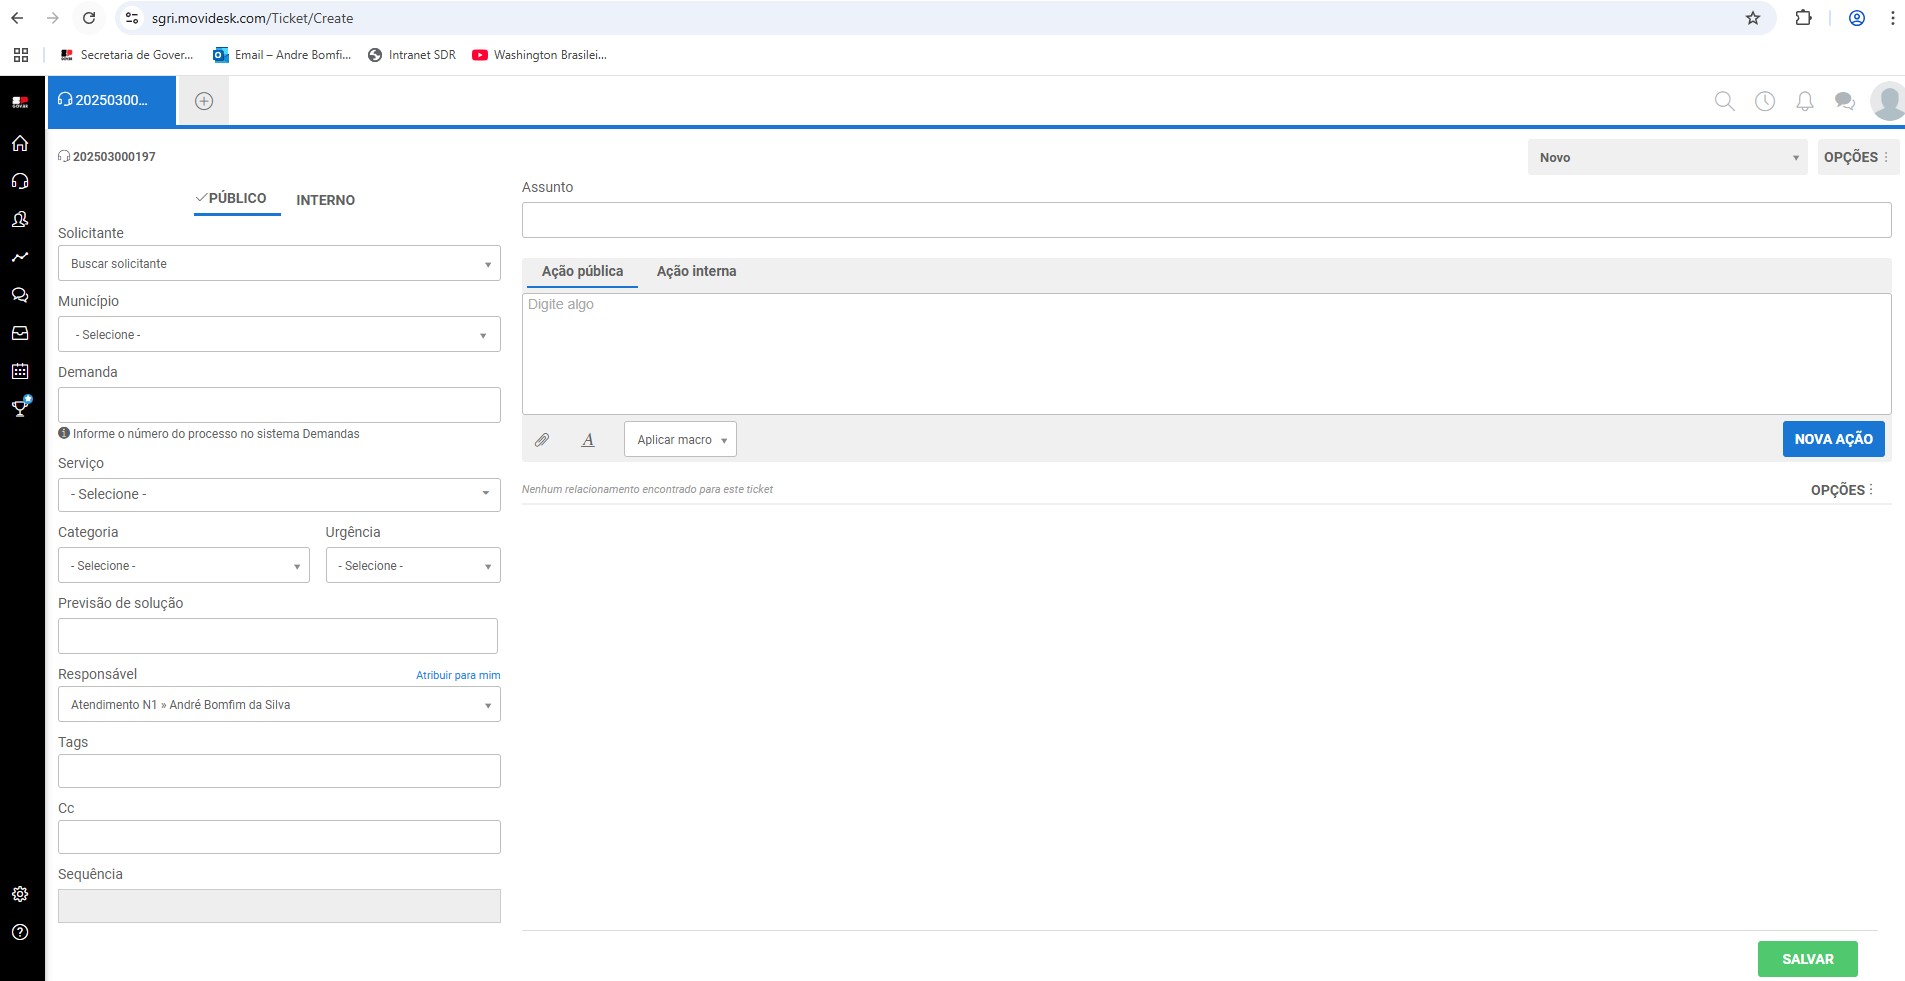 sgri.movidesk.com/Ticket/Create
Secretaria de Gover...
Email – Andre Bomfi...
Intranet SDR
Washington Brasilei...
20250300...
202503000197
Novo
OPÇÕES
PÚBLICO
INTERNO
Solicitante
Buscar solicitante
Município
- Selecione -
Demanda
Informe o número do processo no sistema Demandas
Serviço
- Selecione -
Categoria
Urgência
- Selecione -
- Selecione -
Previsão de solução
Responsável
Atribuir para mim
Atendimento N1 » André Bomfim da Silva
Tags
Cc
Sequência
Assunto
Ação pública
Ação interna
Digite algo
A
Aplicar macro
NOVA AÇÃO
Nenhum relacionamento encontrado para este ticket
OPÇÕES
SALVAR